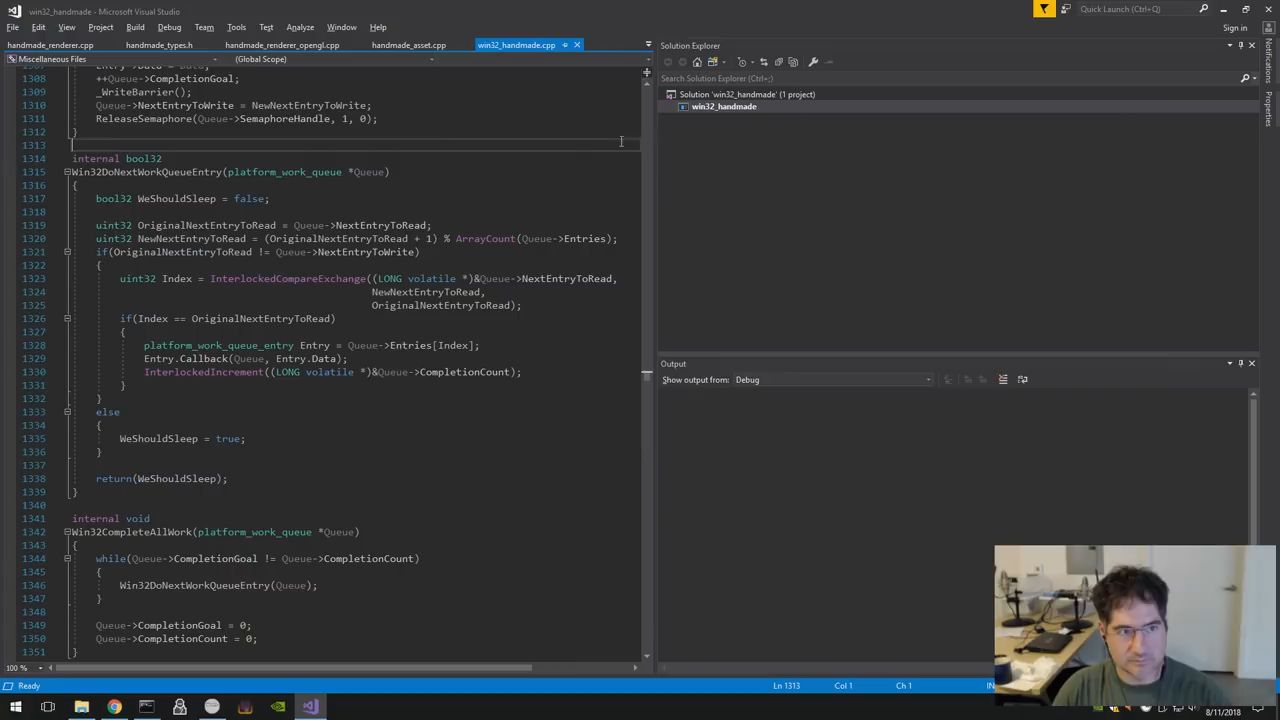 win32_handmade - Microsoft Visual Studio
Quick Launch (Ctrl+;)
File Edit View Project Build Debug Team Tools Test Analyze Window Help
Sign in
handmade_renderer.cpp handmade_types.h handmade_renderer_opengl.cpp handmade_asset.cpp win32_handmade.cpp
Miscellaneous Files (Global Scope)
1308 ++Queue->CompletionGoal;
1309 _WriteBarrier();
1310 Queue->NextEntryToWrite = NewNextEntryToWrite;
1311 ReleaseSemaphore(Queue->SemaphoreHandle, 1, 0);
1312 }
1313
1314 internal bool32
1315 Win32DoNextWorkQueueEntry(platform_work_queue *Queue)
1316 {
1317 bool32 WeShouldSleep = false;
1318
1319 uint32 OriginalNextEntryToRead = Queue->NextEntryToRead;
1320 uint32 NewNextEntryToRead = (OriginalNextEntryToRead + 1) % ArrayCount(Queue->Entries);
1321 if(OriginalNextEntryToRead != Queue->NextEntryToWrite)
1322 {
1323 uint32 Index = InterlockedCompareExchange((LONG volatile *)&Queue->NextEntryToRead,
1324 NewNextEntryToRead,
1325 OriginalNextEntryToRead);
1326 if(Index == OriginalNextEntryToRead)
1327 {
1328 platform_work_queue_entry Entry = Queue->Entries[Index];
1329 Entry.Callback(Queue, Entry.Data);
1330 InterlockedIncrement((LONG volatile *)&Queue->CompletionCount);
1331 }
1332 }
1333 else
1334 {
1335 WeShouldSleep = true;
1336 }
1337
1338 return(WeShouldSleep);
1339 }
1340
1341 internal void
1342 Win32CompleteAllWork(platform_work_queue *Queue)
1343 {
1344 while(Queue->CompletionGoal != Queue->CompletionCount)
1345 {
1346 Win32DoNextWorkQueueEntry(Queue);
1347 }
1348
1349 Queue->CompletionGoal = 0;
1350 Queue->CompletionCount = 0;
1351 }
100 %
Solution Explorer
Search Solution Explorer (Ctrl+;)
Solution 'win32_handmade' (1 project)
win32_handmade
Output
Show output from: Debug
Notifications
Properties
Ready Ln 1313 Col 1 Ch 1
8/11/2018